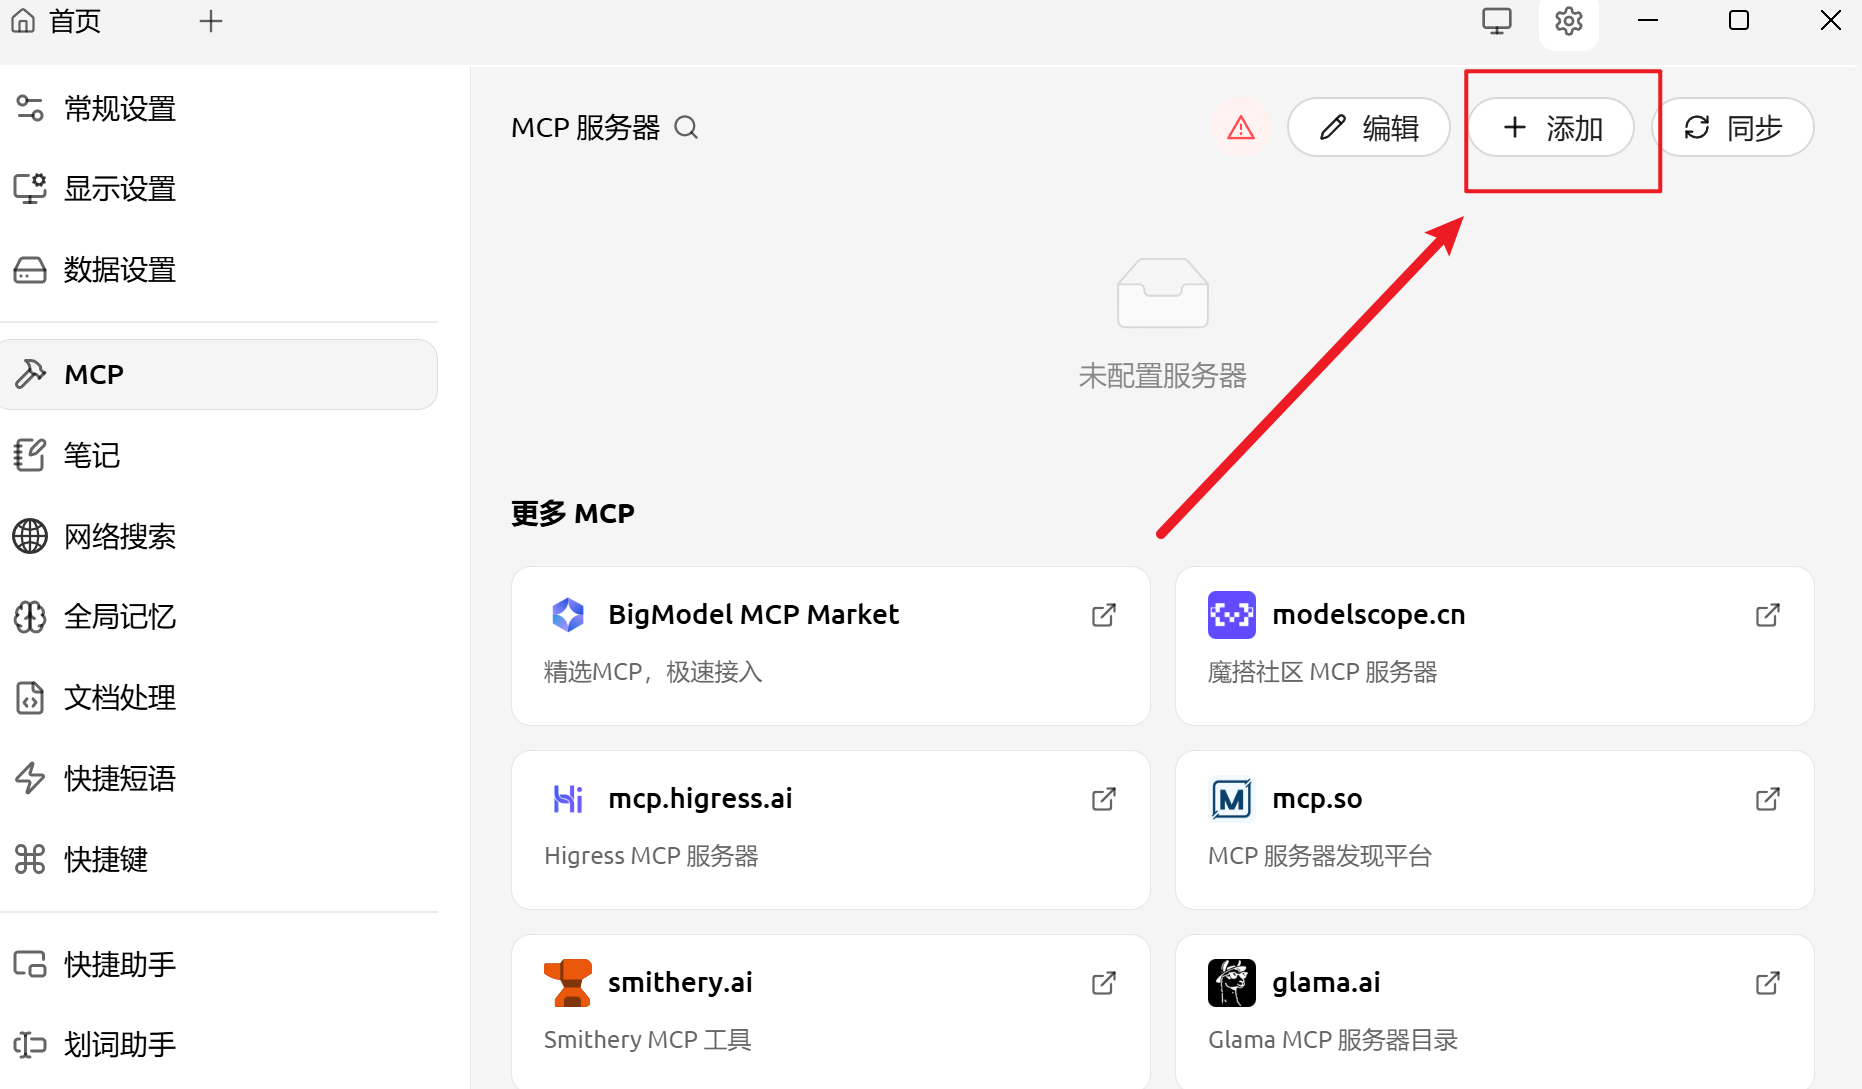 首页
常规设置
显示设置
数据设置
MCP
笔记
网络搜索
全局记忆
文档处理
快捷短语
快捷键
快捷助手
划词助手
MCP 服务器
编辑
添加
同步
未配置服务器
更多 MCP
BigModel MCP Market
精选MCP，极速接入
modelscope.cn
魔搭社区 MCP 服务器
mcp.higress.ai
Higress MCP 服务器
mcp.so
MCP 服务器发现平台
smithery.ai
Smithery MCP 工具
glama.ai
Glama MCP 服务器目录